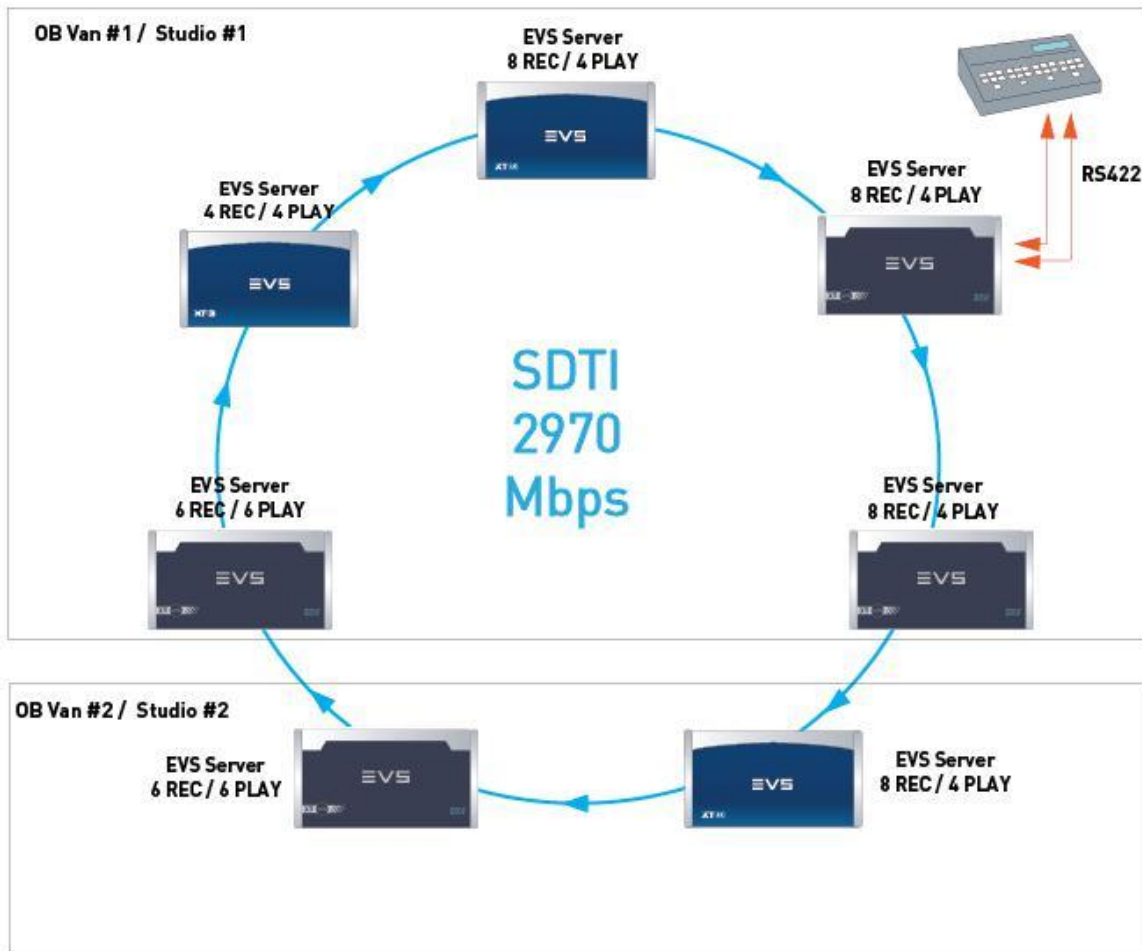 OB Van #1 / Studio #1
EVS Server
8 REC / 4 PLAY
EVS
RS422
EVS Server
8 REC / 4 PLAY
EVS
EVS Server
4 REC / 4 PLAY
EVS
SDTI
2970
Mbps
EVS Server
6 REC / 6 PLAY
EVS
EVS Server
8 REC / 4 PLAY
EVS
OB Van #2 / Studio #2
EVS Server
6 REC / 6 PLAY
EVS
EVS
EVS Server
8 REC / 4 PLAY